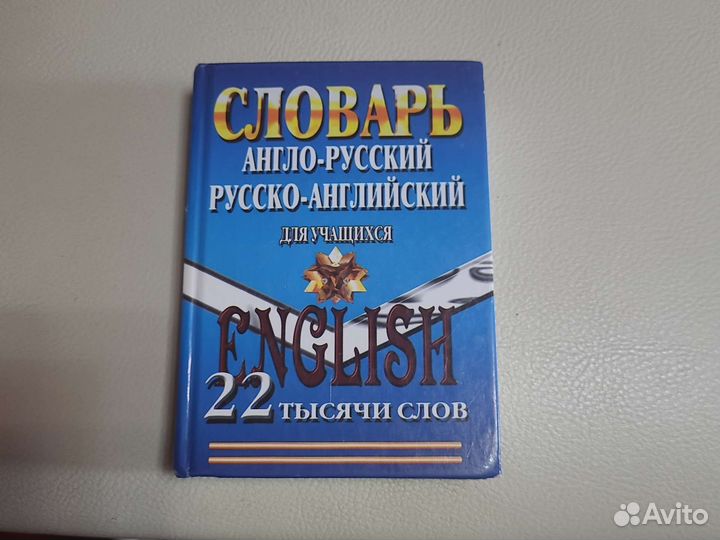 СЛОВАРЬ
АНГЛО-РУССКИЙ
РУССКО-АНГЛИЙСКИЙ
ДЛЯ УЧАЩИХСЯ
ENGLISH
22 ТЫСЯЧИ СЛОВ
Avito